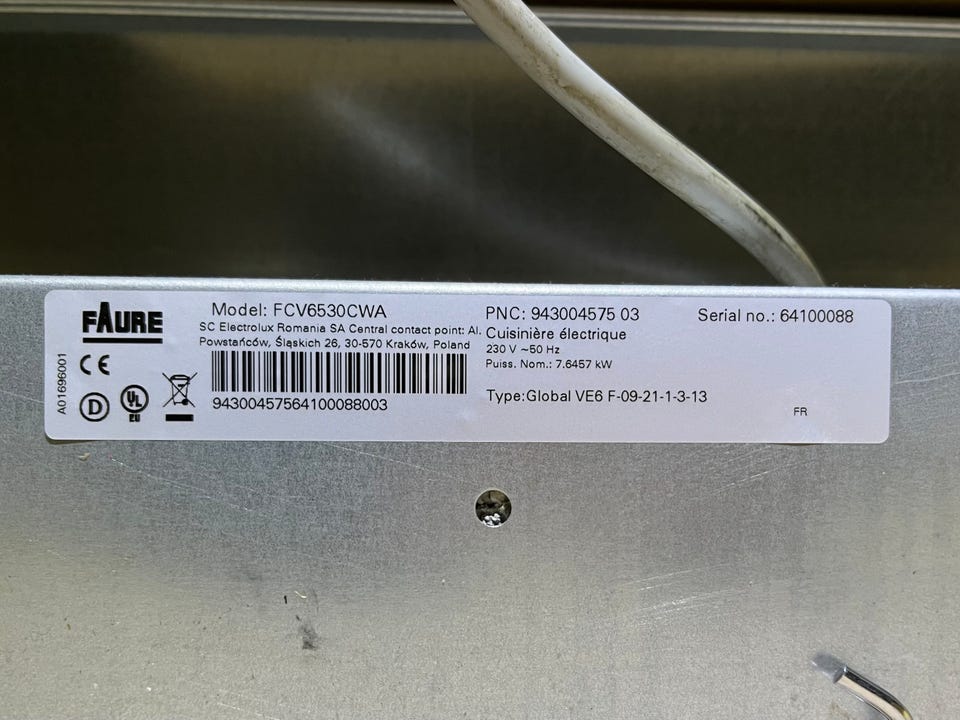 FAURE
Model: FCV6530CWA
PNC: 943004575 03
Serial no.: 64100088
SC Electrolux Romania SA Central contact point: Al.
Powstańców, Śląskich 26, 30-570 Kraków, Poland
Cuisinière électrique
230 V ~50 Hz
Puiss. Nom.: 7.6457 kW
A01696001
CE
D
UL
EU
94300457564100088003
Type:Global VE6 F-09-21-1-3-13
FR